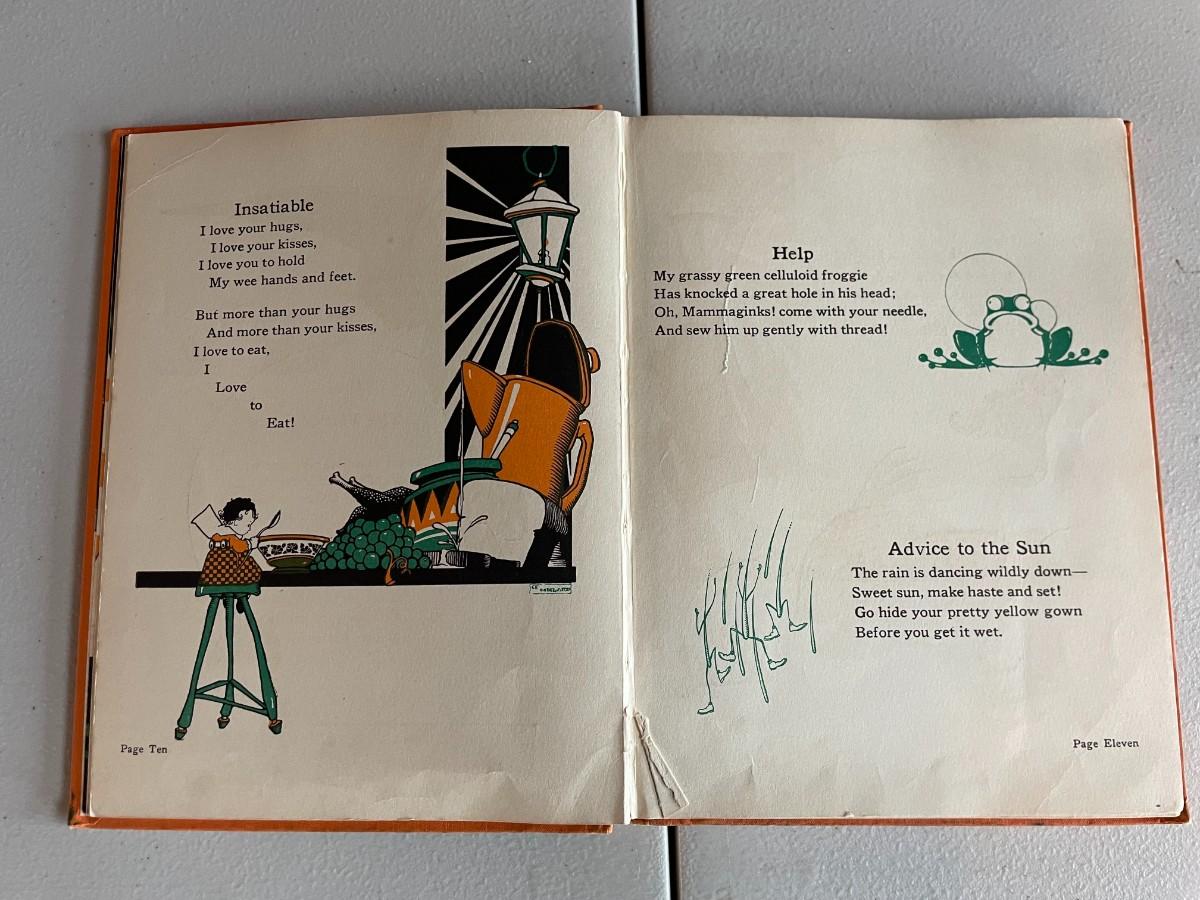 Insatiable
I love your hugs,
I love your kisses,
I love you to hold
My wee hands and feet.
But more than your hugs
And more than your kisses,
I love to eat,
I
Love
to
Eat!
Page Ten
Help
My grassy green celluloid froggie
Has knocked a great hole in his head;
Oh, Mammaginks! come with your needle,
And sew him up gently with thread!
Advice to the Sun
The rain is dancing wildly down—
Sweet sun, make haste and set!
Go hide your pretty yellow gown
Before you get it wet.
Page Eleven